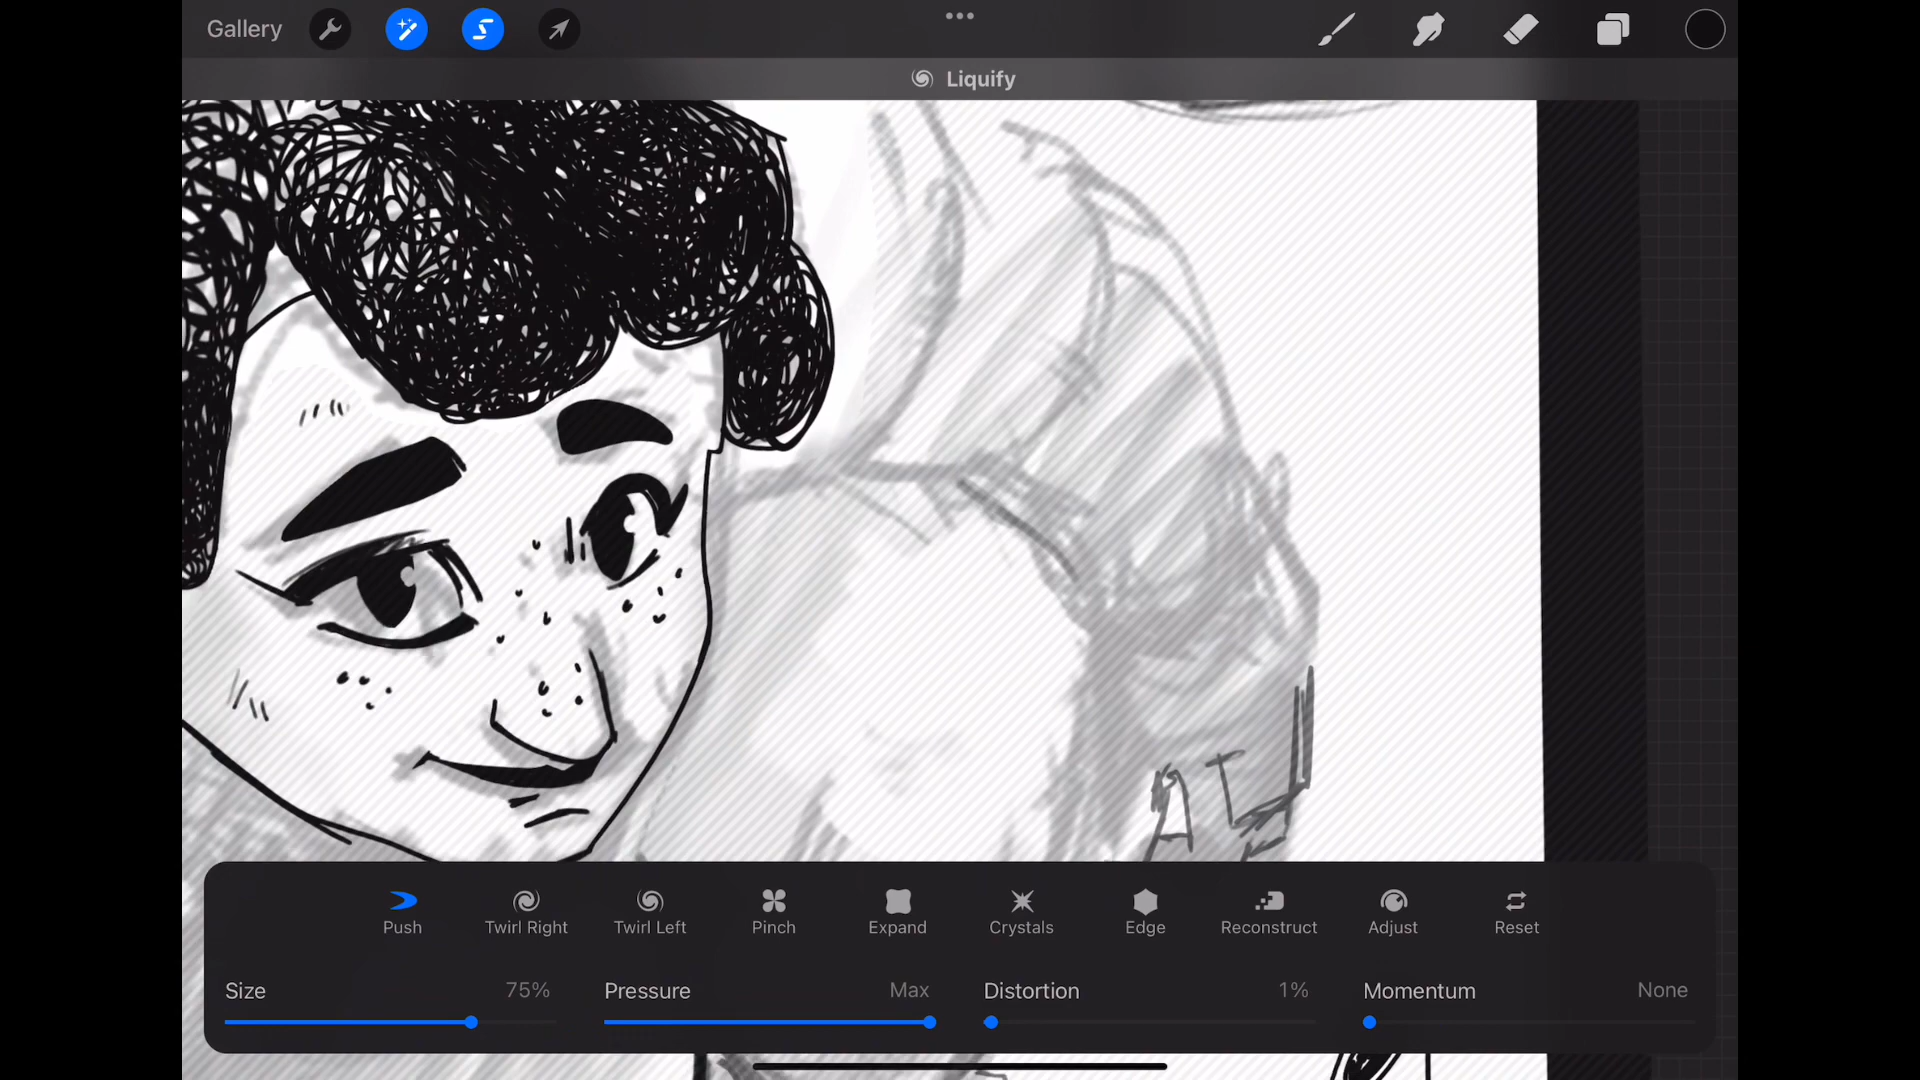 Gallery
Liquify
Push Twirl Right Twirl Left Pinch Expand Crystals Edge Reconstruct Adjust Reset
Size 75% Pressure Max Distortion 1% Momentum None